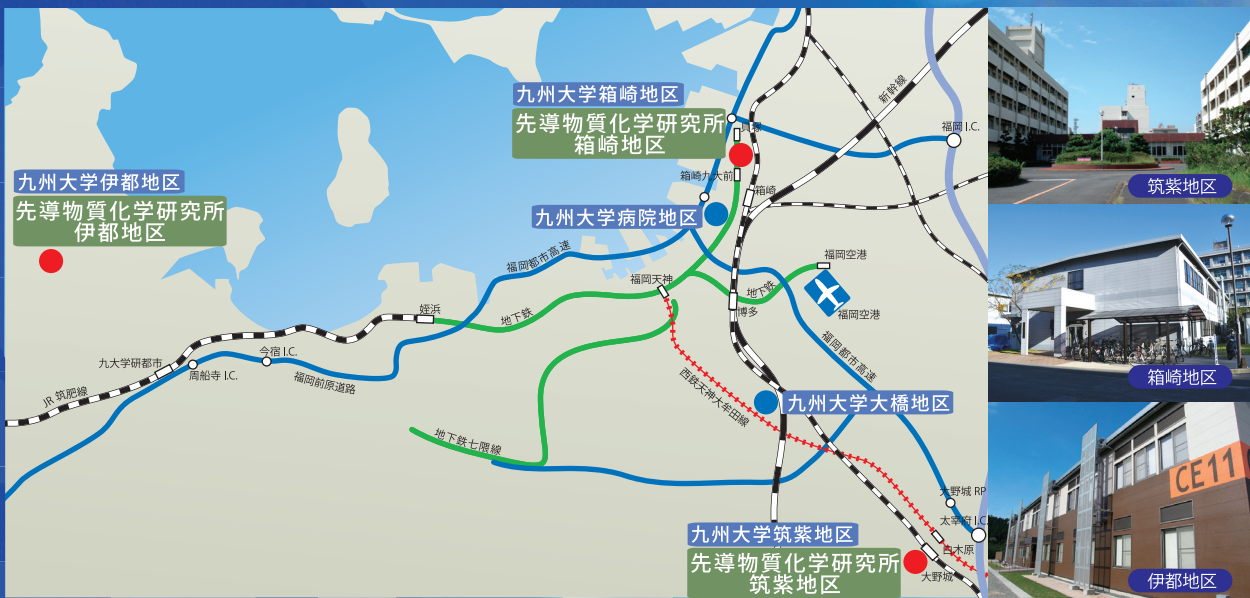 九州大学箱崎地区
先導物質化学研究所
箱崎地区
貝塚
箱崎九大前
箱崎
新幹線
福岡 I.C.
九州大学伊都地区
先導物質化学研究所
伊都地区
九州大学病院地区
福岡都市高速
福岡天神
福岡空港
地下鉄
福岡空港
博多
姪浜
地下鉄
九大学研都市
今宿 I.C.
周船寺 I.C.
福岡前原道路
JR 筑肥線
福岡都市高速
西鉄天神大牟田線
九州大学大橋地区
地下鉄七隈線
大野城 RP
太宰府 I.C.
白木原
大野城
九州大学筑紫地区
先導物質化学研究所
筑紫地区
筑紫地区
箱崎地区
CE11
伊都地区